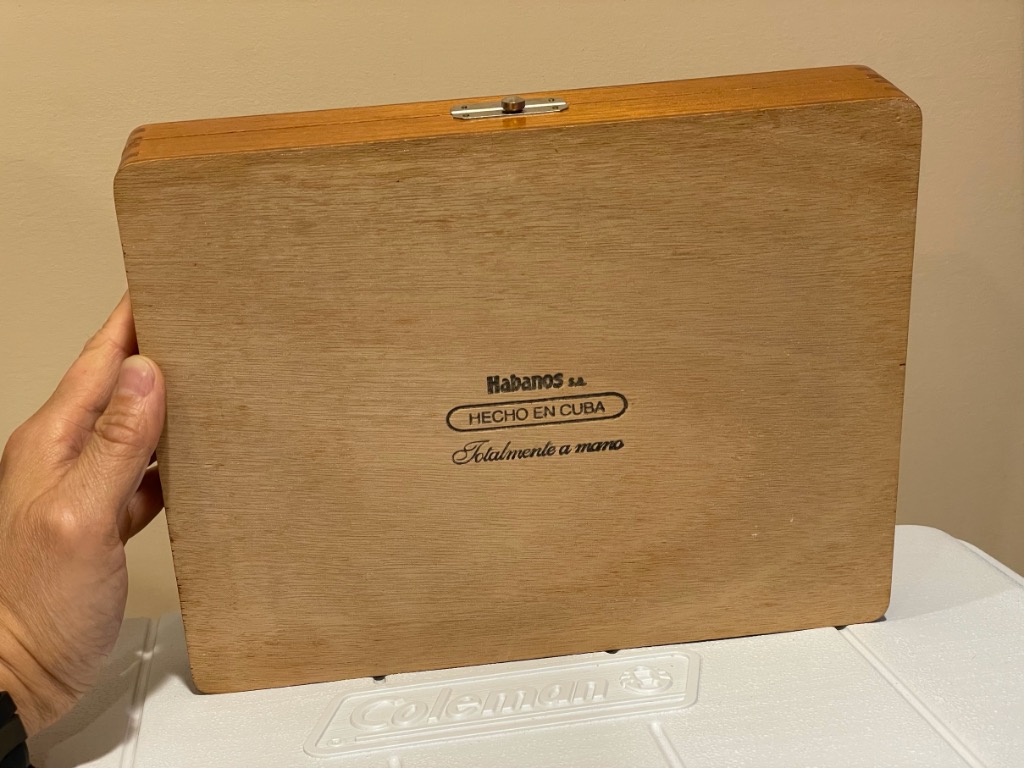 Habanos s.a.
HECHO EN CUBA
Totalmente a mano
Coleman